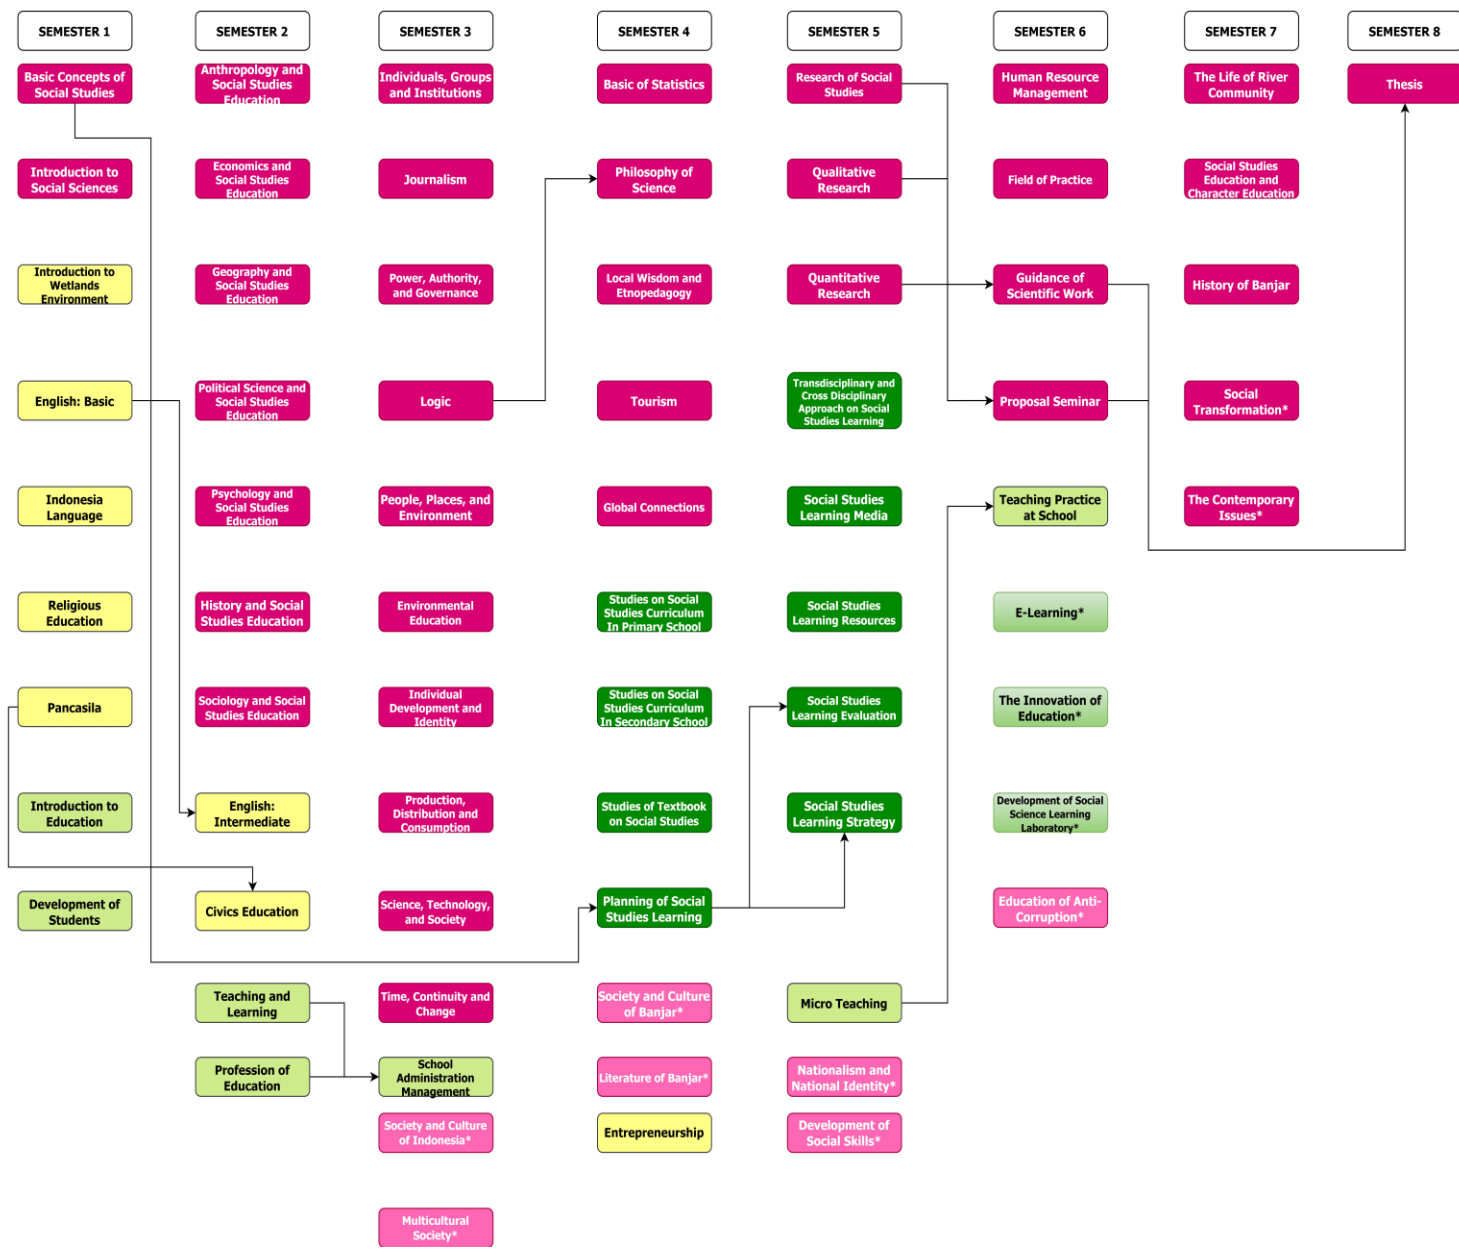 SEMESTER 1
SEMESTER 2
SEMESTER 3
SEMESTER 4
SEMESTER 5
SEMESTER 6
SEMESTER 7
SEMESTER 8
Basic Concepts of
Social Studies
Anthropology and
Social Studies
Education
Individuals, Groups
and Institutions
Basic of Statistics
Research of Social
Studies
Human Resource
Management
The Life of River
Community
Thesis
Introduction to
Social Sciences
Economics and
Social Studies
Education
Journalism
Philosophy of
Science
Qualitative
Research
Field of Practice
Social Studies
Education and
Character Education
Introduction to
Wetlands
Environment
Geography and
Social Studies
Education
Power, Authority,
and Governance
Local Wisdom and
Etnopedagogy
Quantitative
Research
Guidance of
Scientific Work
History of Banjar
English: Basic
Political Science and
Social Studies
Education
Logic
Tourism
Transdisciplinary and
Cross Disciplinary
Approach on Social
Studies Learning
Proposal Seminar
Social
Transformation*
Indonesia
Language
Psychology and
Social Studies
Education
People, Places, and
Environment
Global Connections
Social Studies
Learning Media
Teaching Practice
at School
The Contemporary
Issues*
Religious
Education
History and Social
Studies Education
Environmental
Education
Studies on Social
Studies Curriculum
In Primary School
Social Studies
Learning Resources
E-Learning*
Pancasila
Sociology and Social
Studies Education
Individual
Development and
Identity
Studies on Social
Studies Curriculum
In Secondary School
Social Studies
Learning Evaluation
The Innovation of
Education*
Introduction to
Education
English:
Intermediate
Production,
Distribution and
Consumption
Studies of Textbook
on Social Studies
Social Studies
Learning Strategy
Development of Social
Science Learning
Laboratory*
Development of
Students
Civics Education
Science, Technology,
and Society
Planning of Social
Studies Learning
Education of Anti-
Corruption*
Teaching and
Learning
Time, Continuity and
Change
Society and Culture
of Banjar*
Micro Teaching
Profession of
Education
School
Administration
Management
Literature of Banjar*
Nationalism and
National Identity*
Society and Culture
of Indonesia*
Entrepreneurship
Development of
Social Skills*
Multicultural
Society*